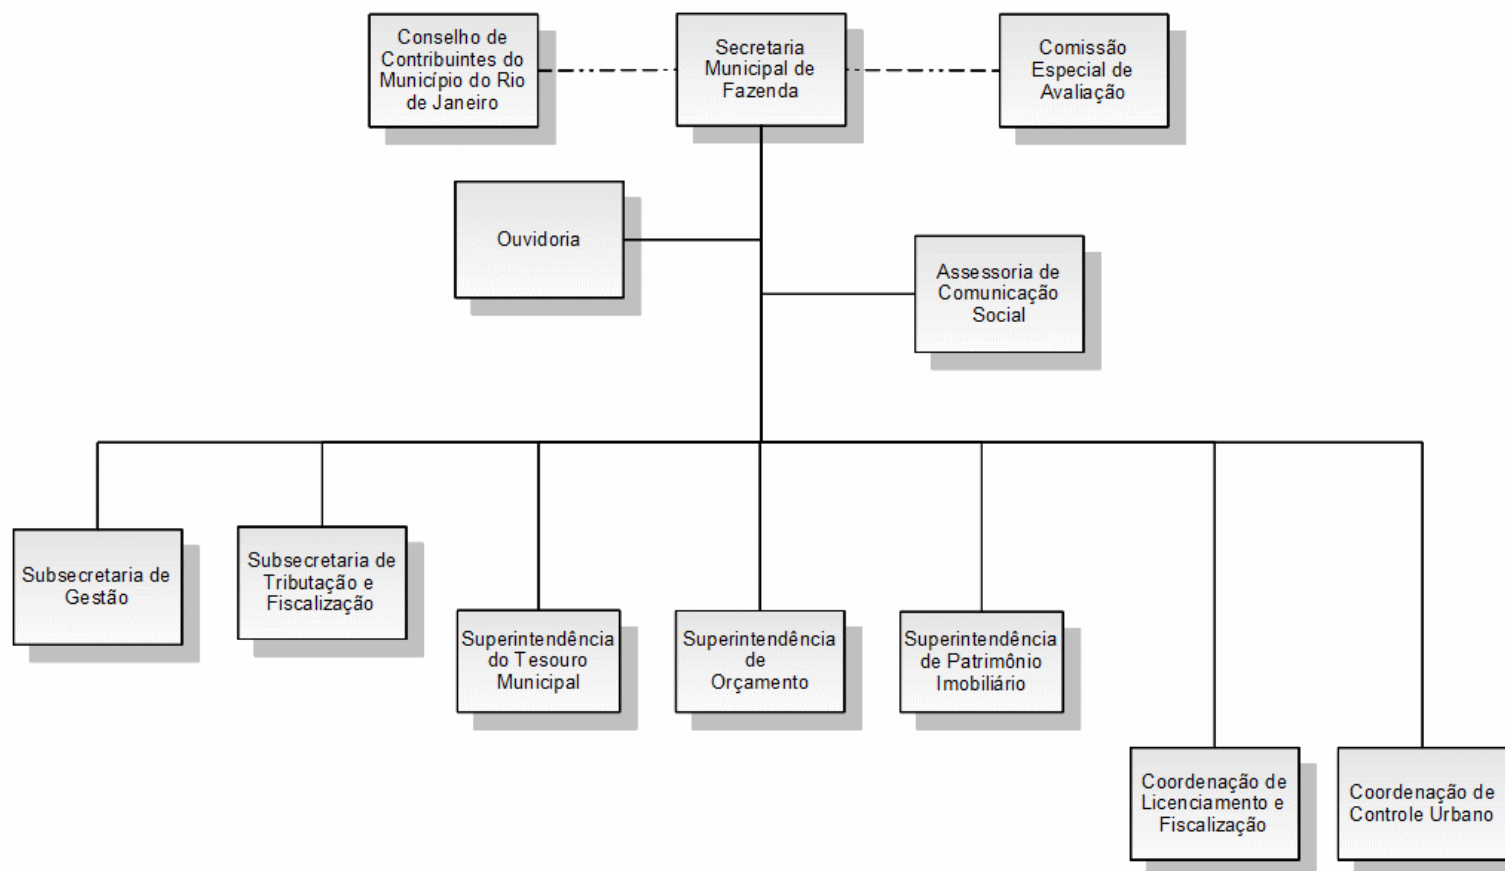 Conselho de
Contribuintes do
Município do Rio
de Janeiro
Secretaria
Municipal de
Fazenda
Comissão
Especial de
Avaliação
Ouvidoria
Assessoria de
Comunicação
Social
Subsecretaria de
Gestão
Subsecretaria de
Tributação e
Fiscalização
Superintendência
do Tesouro
Municipal
Superintendência
de
Orçamento
Superintendência
de Patrimônio
Imobiliário
Coordenação de
Licenciamento e
Fiscalização
Coordenação de
Controle Urbano